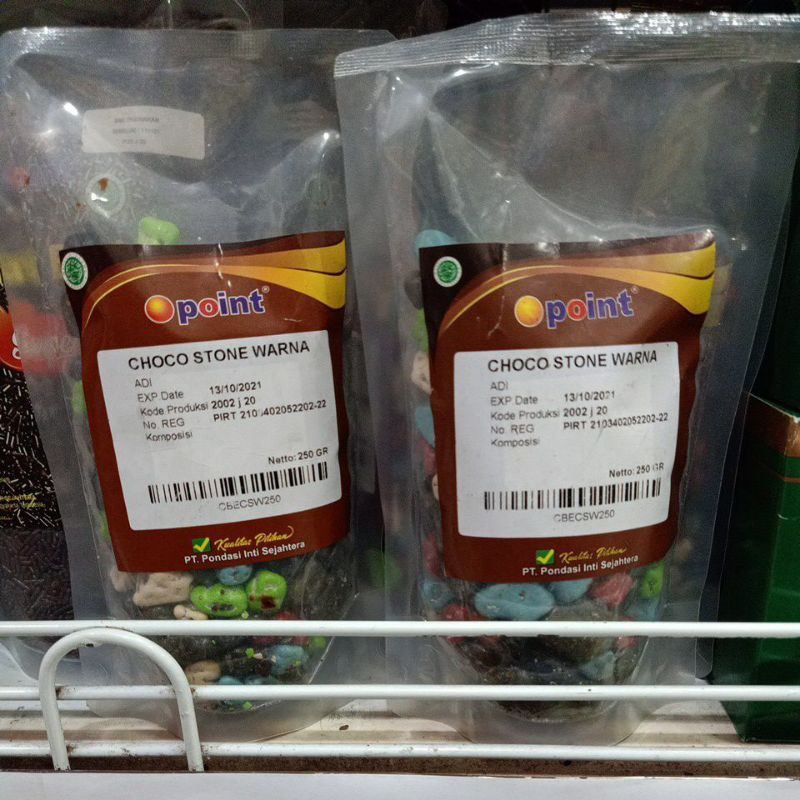 point
CHOCO STONE WARNA
ADI
EXP Date 13/10/2021
Kode Produksi 2002 j 20
No. REG PIRT 2103402052202-22
Komposisi
Netto: 250 GR
CBECSW250
Kualitas Pilihan
PT. Pondasi Inti Sejahtera
point
CHOCO STONE WARNA
ADI
EXP Date 13/10/2021
Kode Produksi 2002 j 20
No. REG PIRT 2103402052202-22
Komposisi
Netto: 250 GR
CBECSW250
Kualitas Pilihan
PT. Pondasi Inti Sejahtera